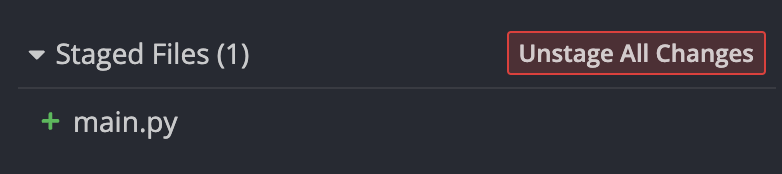 Staged Files (1)
Unstage All Changes
+ main.py